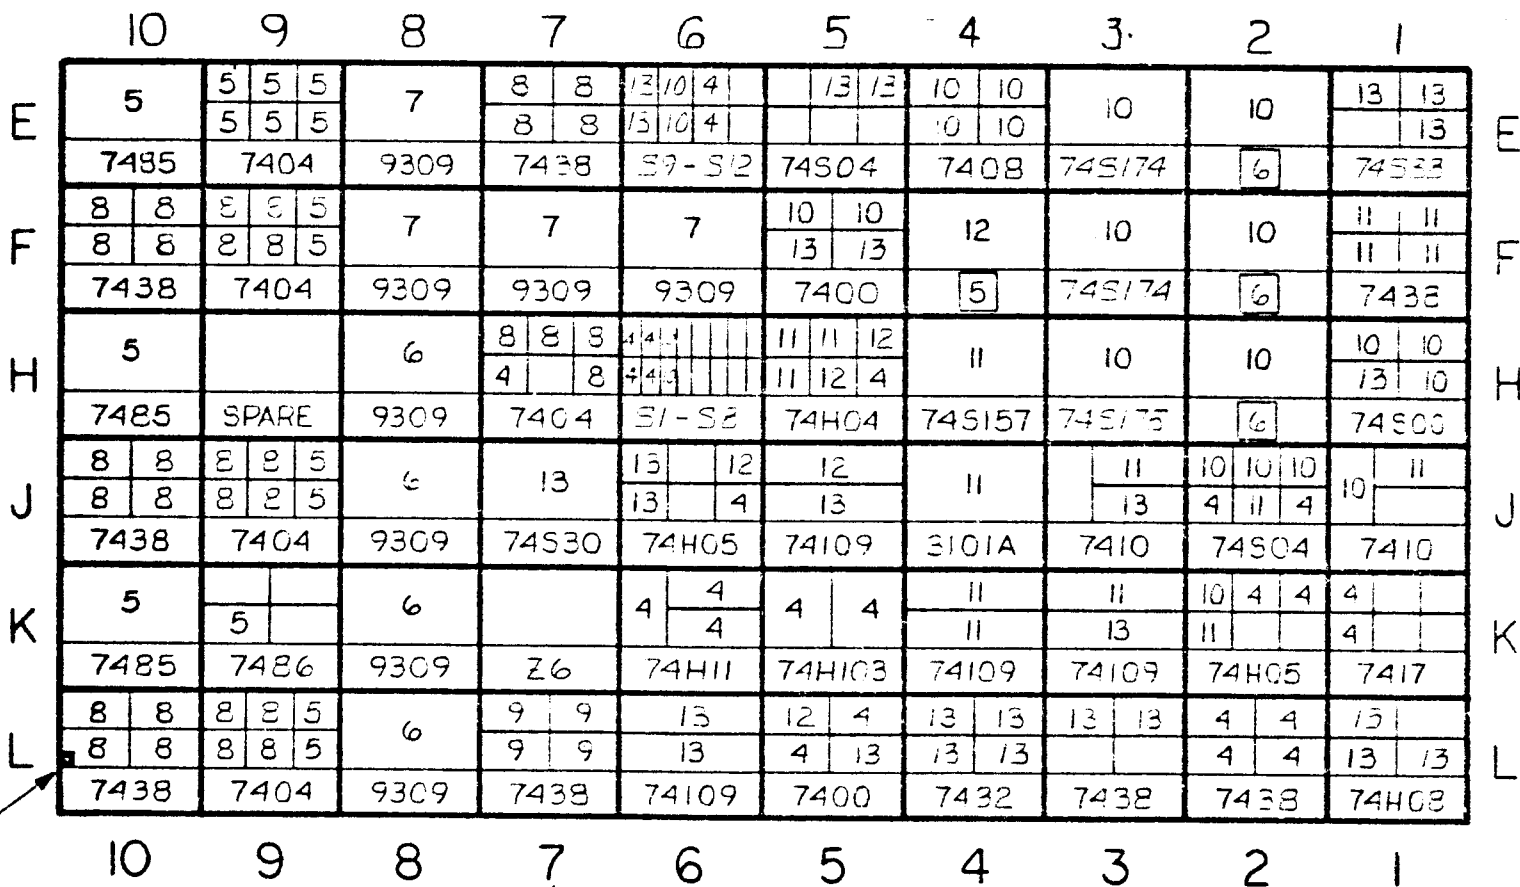 10 9 8 7 6 5 4 3 2 1
E 5 5 5 5 7 8 8 13 10 4 13 13 10 10 10 10 13 13 E
5 5 5 8 8 13 10 4 10 10 13
7485 7404 9309 7438 S9-S12 74S04 7408 74S174 6
F 8 8 8 8 5 7 7 7 10 10 12 10 10 11 11 F
8 8 8 8 5 13 13 11 11
7438 7404 9309 9309 9309 7400 5 74S174 6 7438
H 5 6 8 8 8 4 4 11 11 12 11 10 10 10 10 H
4 8 4 4 11 12 4 13 10
7485 SPARE 9309 7404 S1-S8 74H04 74S157 74S175 6
J 8 8 8 8 5 6 13 13 12 12 11 11 10 10 10 10 11 J
8 8 8 8 5 13 4 13 13 4 11 4
7438 7404 9309 74S30 74H05 74109 3101A 7410 74S04 7410
K 5 6 4 4 4 4 11 11 10 4 4 4 K
5 4 11 13 11 4
7485 7486 9309 Z6 74H11 74H103 74109 74109 74H05 7417
L 8 8 8 8 5 6 9 9 13 12 4 13 13 13 13 4 4 13 L
8 8 8 8 5 9 9 13 4 13 13 13 4 4 13 13
7438 7404 9309 7438 74109 7400 7432 7438 7438 74H08
10 9 8 7 6 5 4 3 2 1